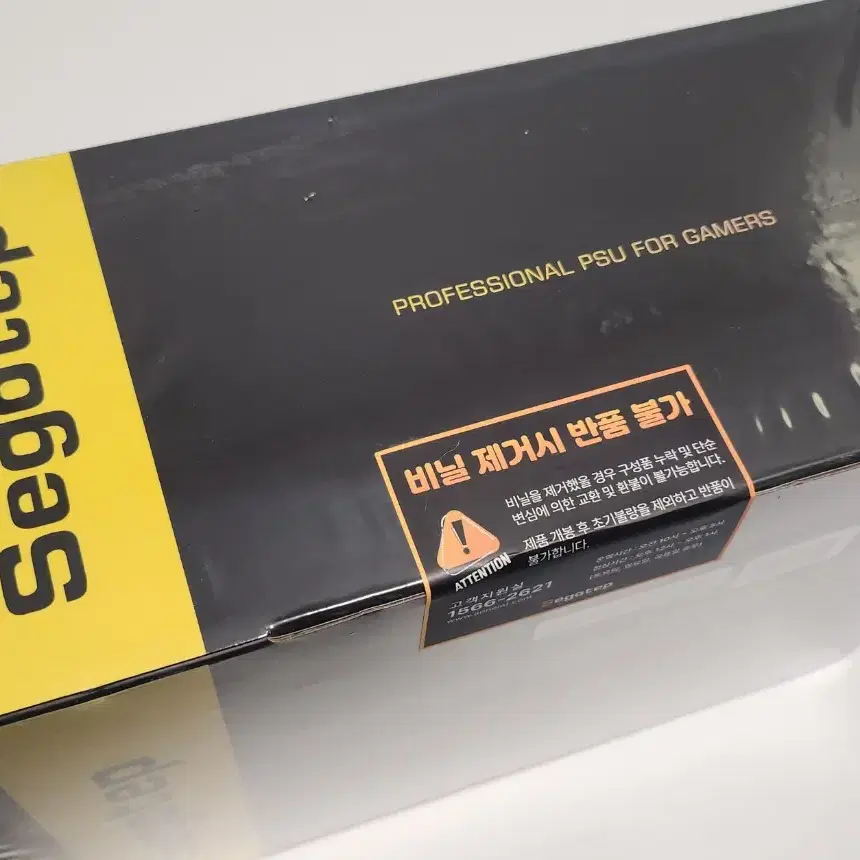 Segotep
PROFESSIONAL PSU FOR GAMERS
비닐 제거시 반품 불가
비닐을 제거했을 경우 구성품 누락 및 단순
변심에 의한 교환 및 환불이 불가능합니다.
제품 개봉 후 초기불량을 제외하고 반품이
불가합니다.
ATTENTION
고객지원실
1566-2621
Segotep